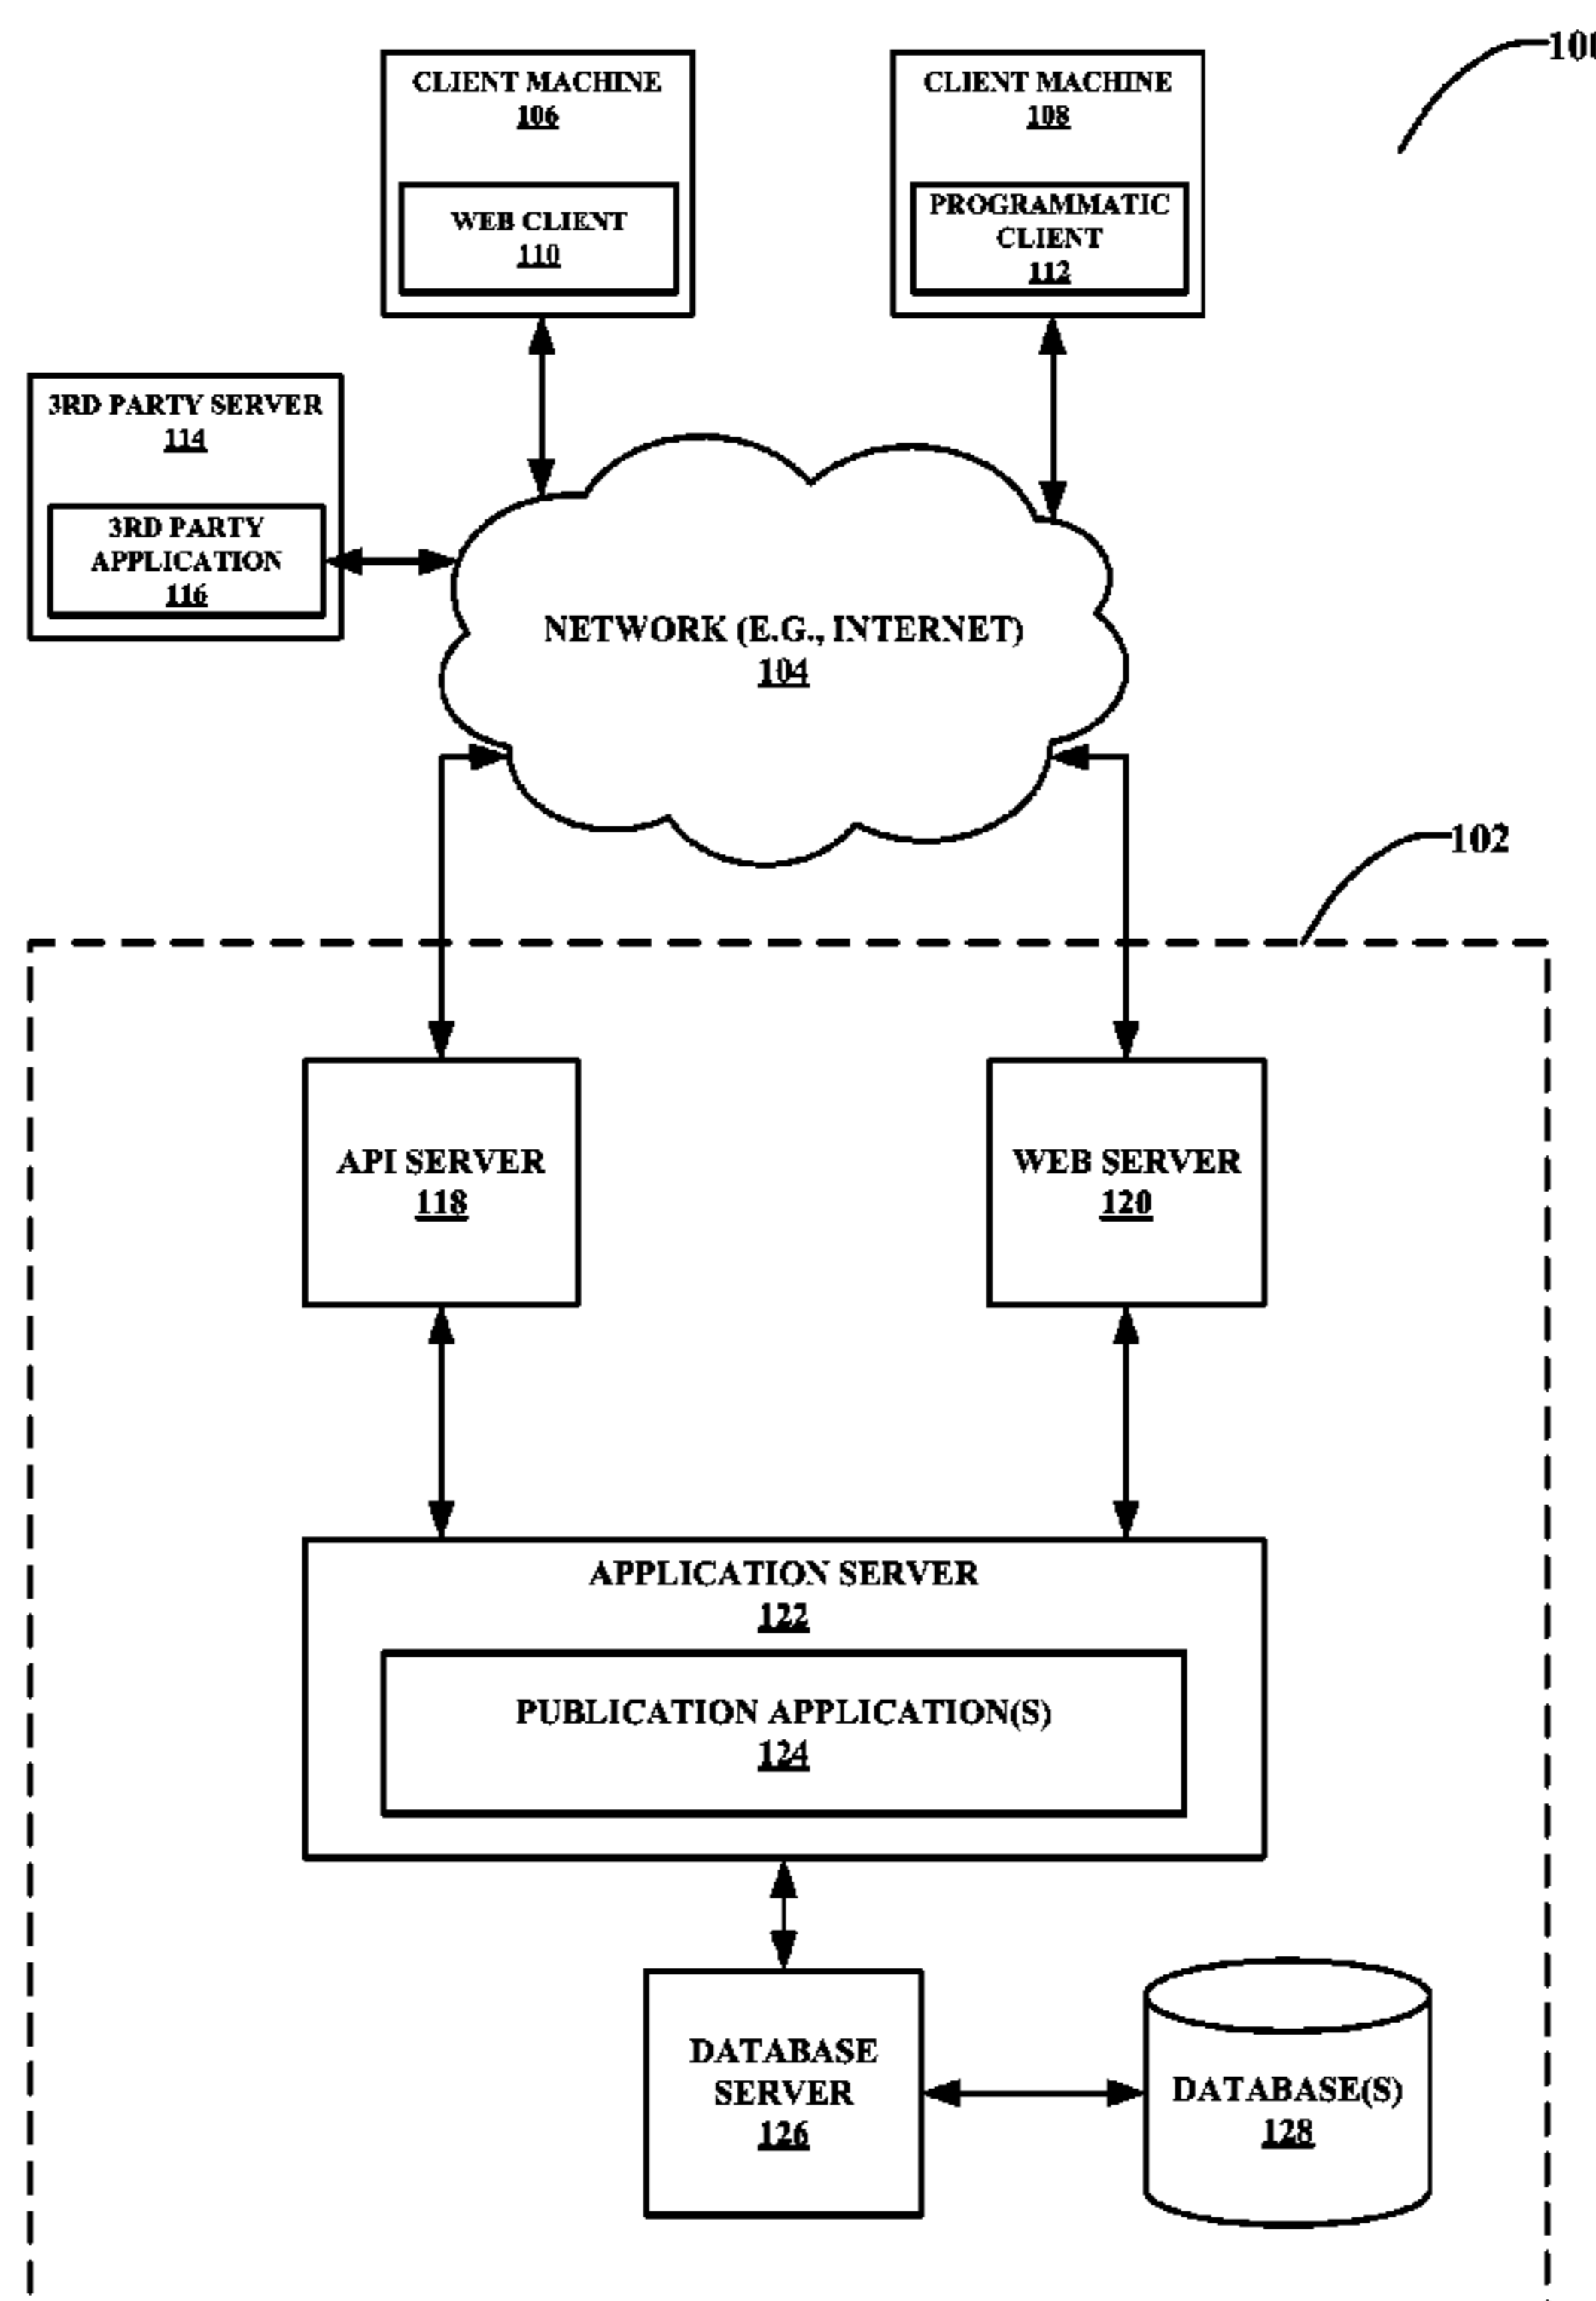 100
CLIENT MACHINE
106
WEB CLIENT
110
CLIENT MACHINE
108
PROGRAMMATIC
CLIENT
112
3RD PARTY SERVER
114
3RD PARTY
APPLICATION
116
NETWORK (E.G., INTERNET)
104
102
API SERVER
118
WEB SERVER
120
APPLICATION SERVER
122
PUBLICATION APPLICATION(S)
124
DATABASE
SERVER
126
DATABASE(S)
128